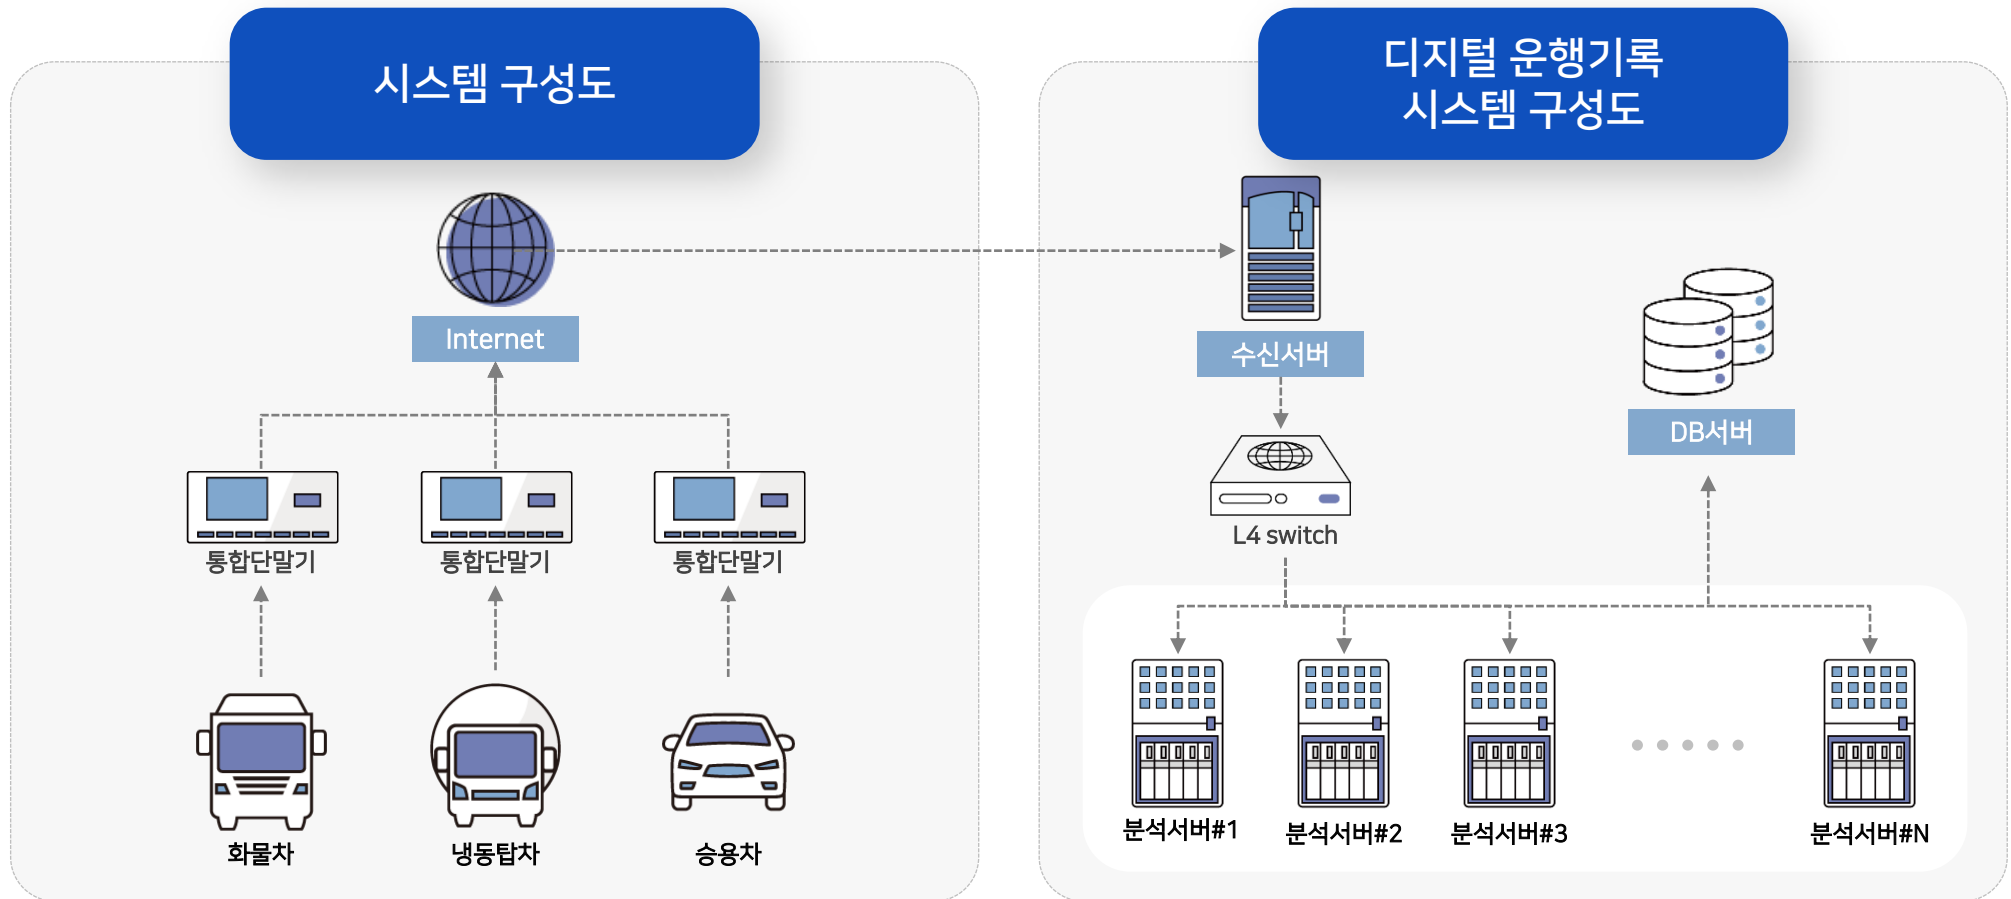 시스템 구성도
디지털 운행기록
시스템 구성도
Internet
수신서버
DB서버
L4 switch
통합단말기
통합단말기
통합단말기
화물차
냉동탑차
승용차
분석서버#1
분석서버#2
분석서버#3
분석서버#N